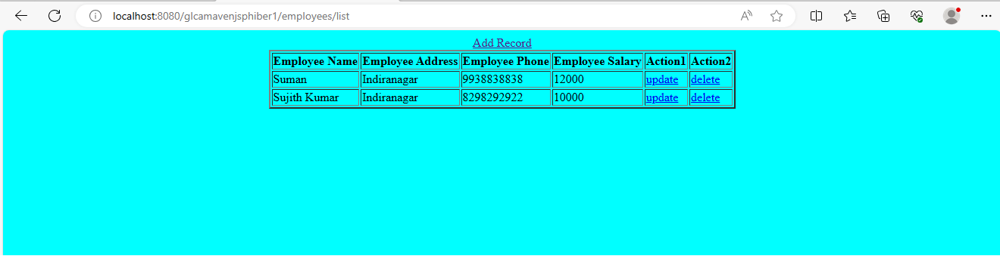 localhost:8080/glcamavenjsphiber1/employees/list
Add Record
Employee Name Employee Address Employee Phone Employee Salary Action1 Action2
Suman Indiranagar 9938838838 12000 update delete
Sujith Kumar Indiranagar 8298292922 10000 update delete